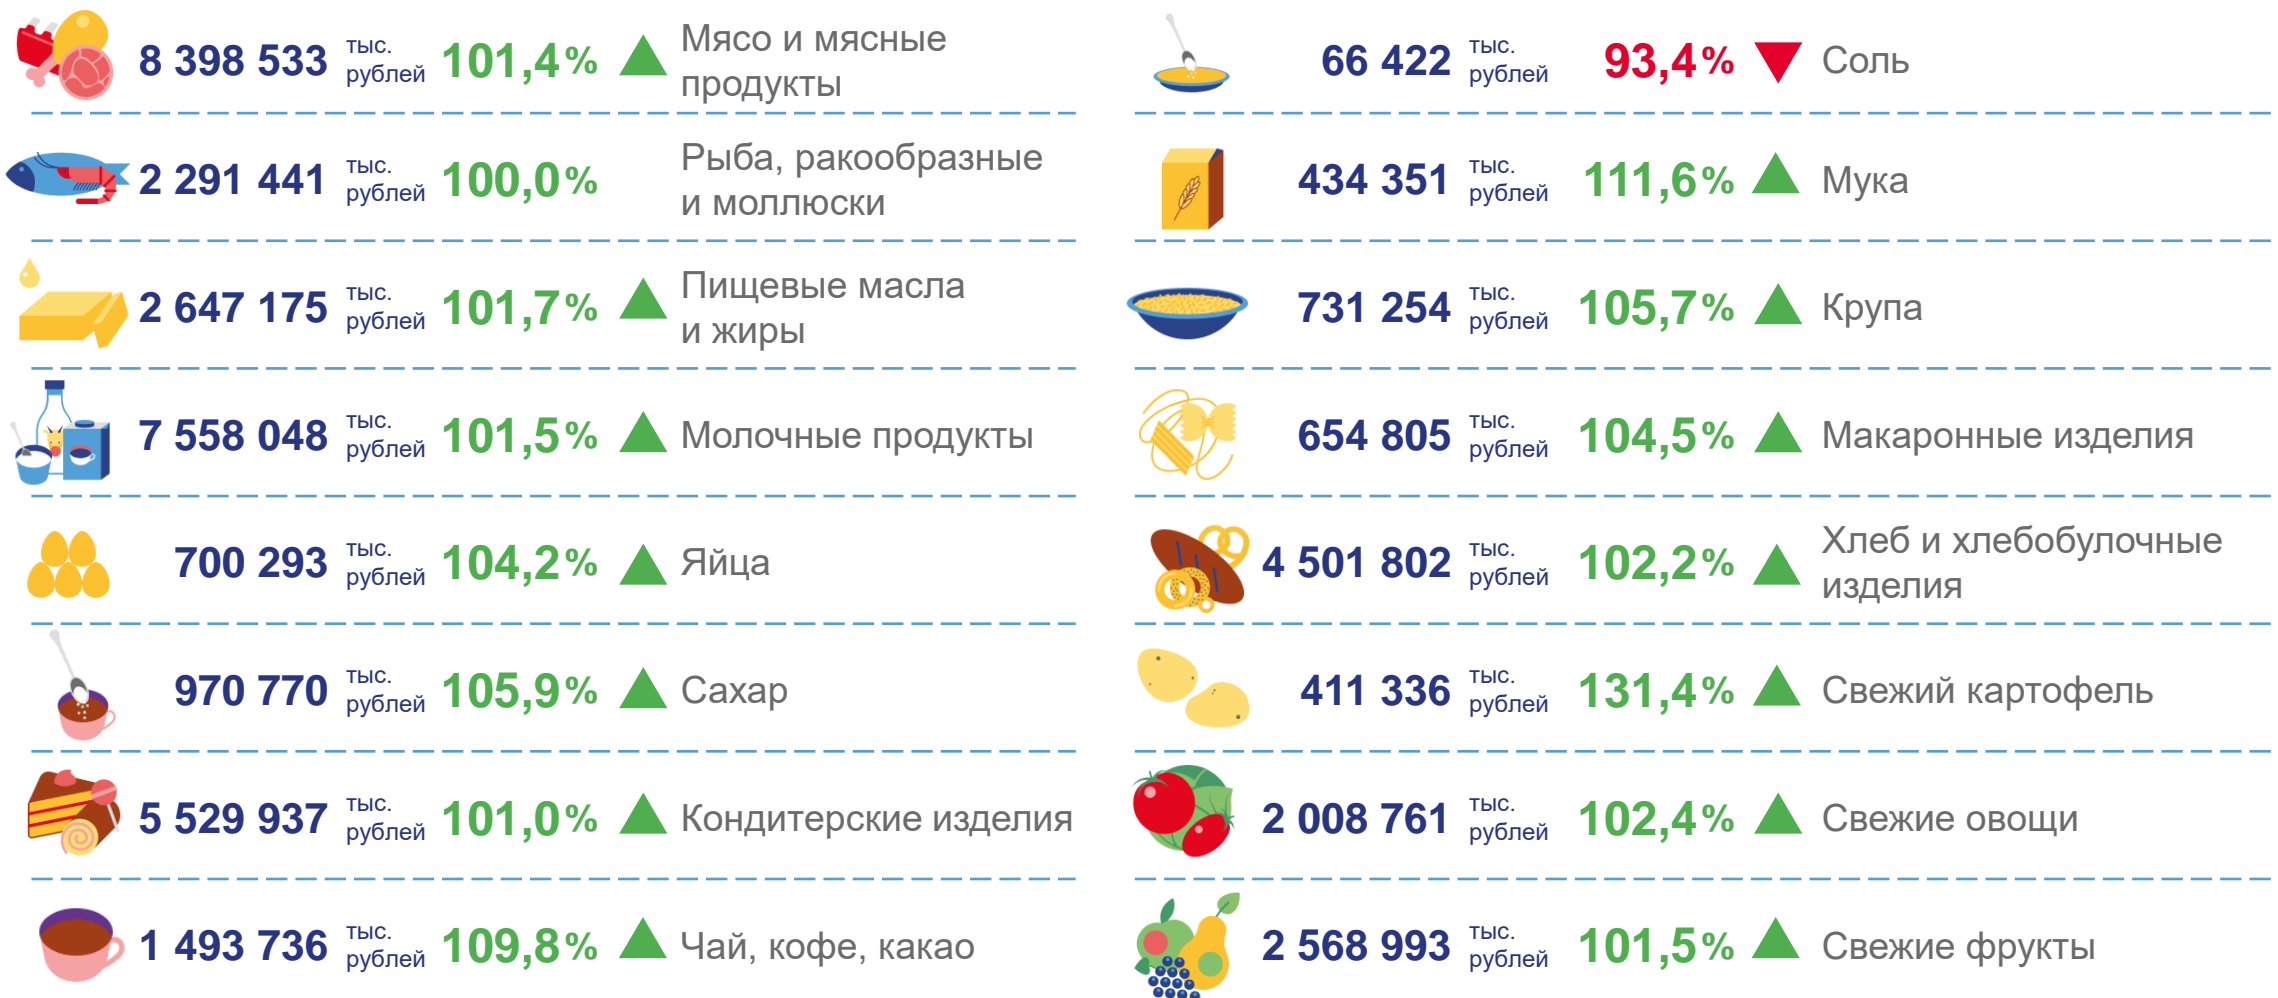 8 398 533 тыс. рублей 101,4% Мясо и мясные продукты
2 291 441 тыс. рублей 100,0% Рыба, ракообразные и моллюски
2 647 175 тыс. рублей 101,7% Пищевые масла и жиры
7 558 048 тыс. рублей 101,5% Молочные продукты
700 293 тыс. рублей 104,2% Яйца
970 770 тыс. рублей 105,9% Сахар
5 529 937 тыс. рублей 101,0% Кондитерские изделия
1 493 736 тыс. рублей 109,8% Чай, кофе, какао
66 422 тыс. рублей 93,4% Соль
434 351 тыс. рублей 111,6% Мука
731 254 тыс. рублей 105,7% Крупа
654 805 тыс. рублей 104,5% Макаронные изделия
4 501 802 тыс. рублей 102,2% Хлеб и хлебобулочные изделия
411 336 тыс. рублей 131,4% Свежий картофель
2 008 761 тыс. рублей 102,4% Свежие овощи
2 568 993 тыс. рублей 101,5% Свежие фрукты